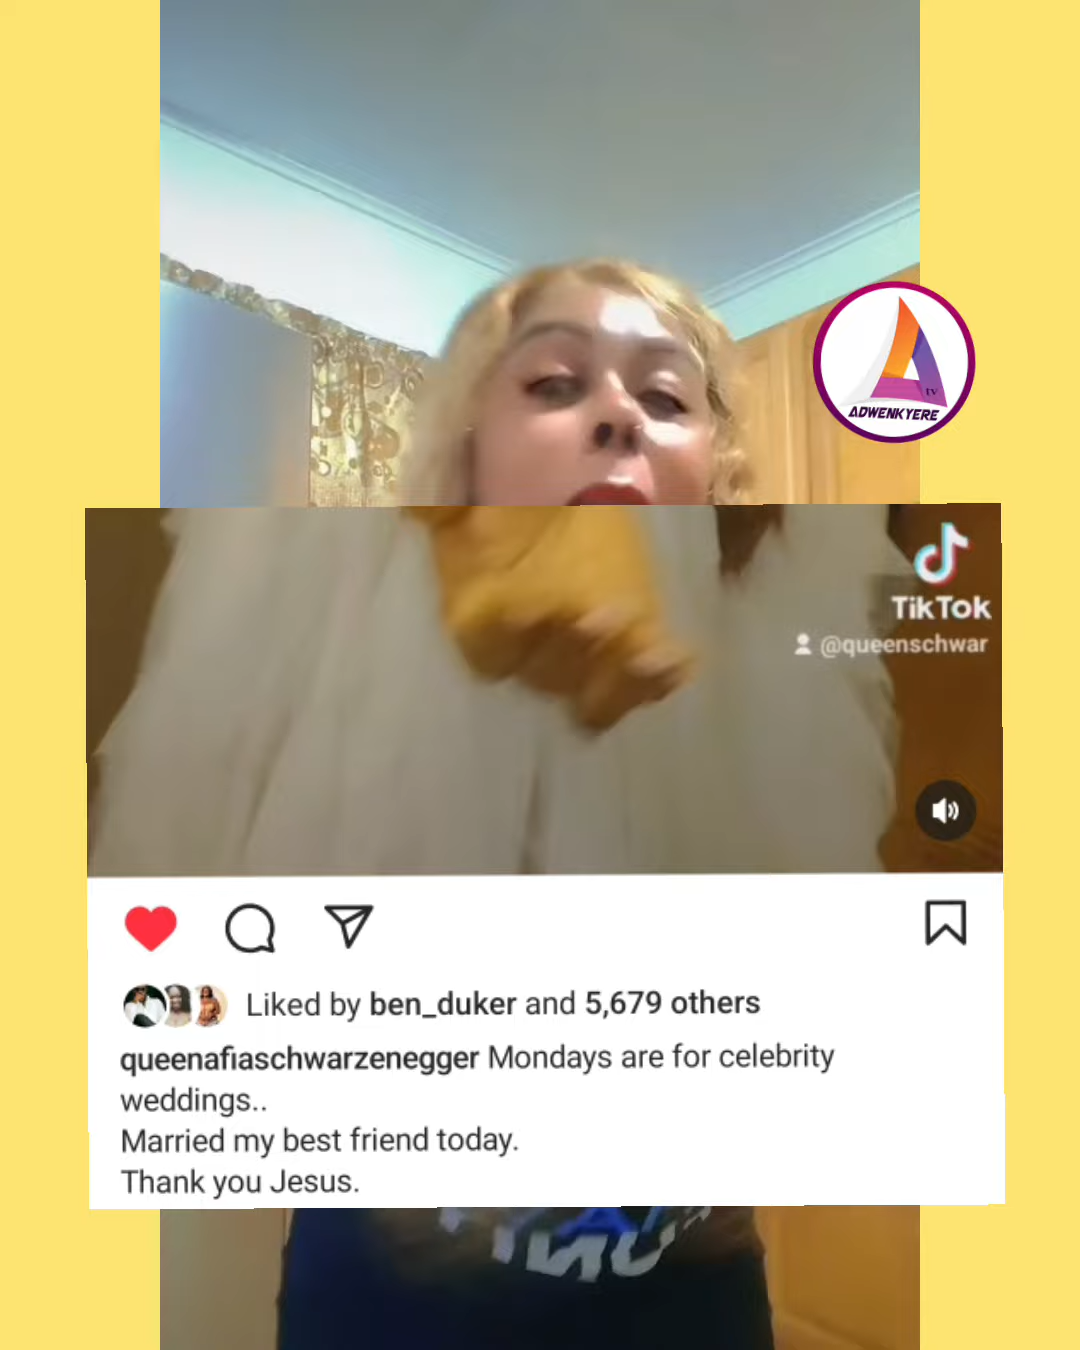 tv
ADWENKYERE
TikTok
@queenschwar
Liked by ben_duker and 5,679 others
queenafiaschwarzenegger Mondays are for celebrity
weddings..
Married my best friend today.
Thank you Jesus.